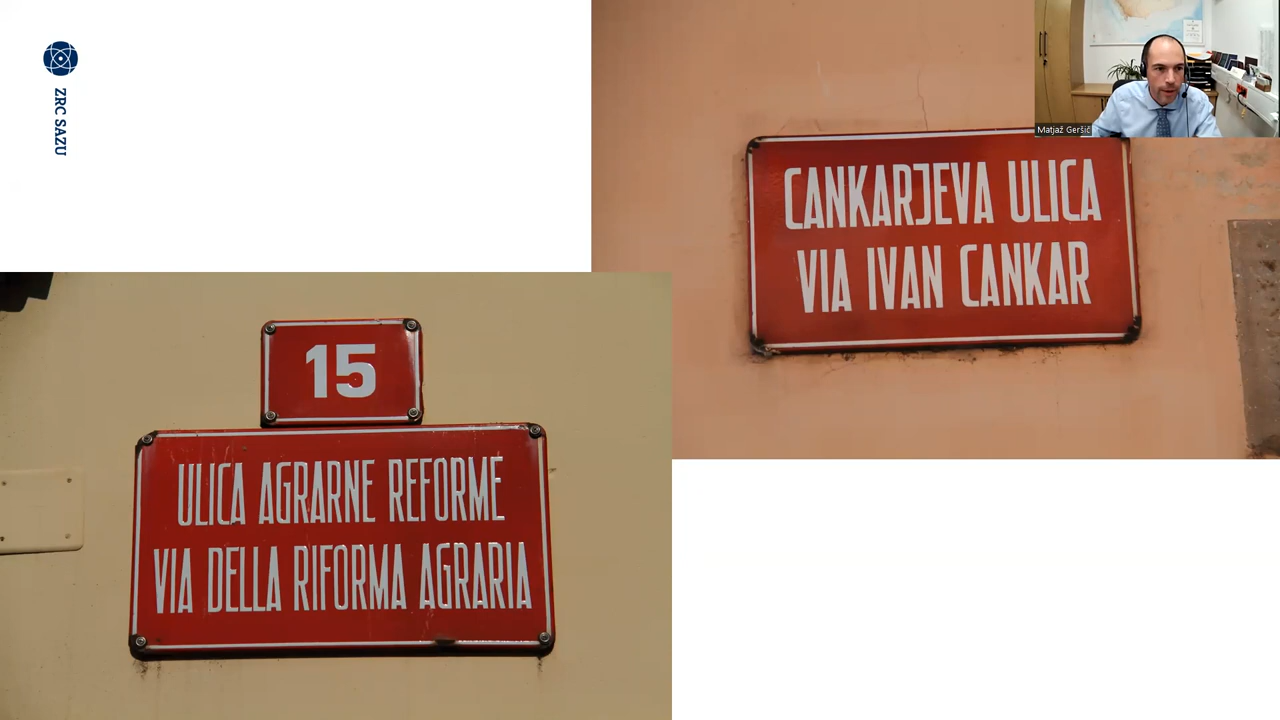 ZRC SAZU
CANKARJEVA ULICA
VIA IVAN CANKAR
Matjaž Geršič
15
ULICA AGRARNE REFORME
VIA DELLA RIFORMA AGRARIA